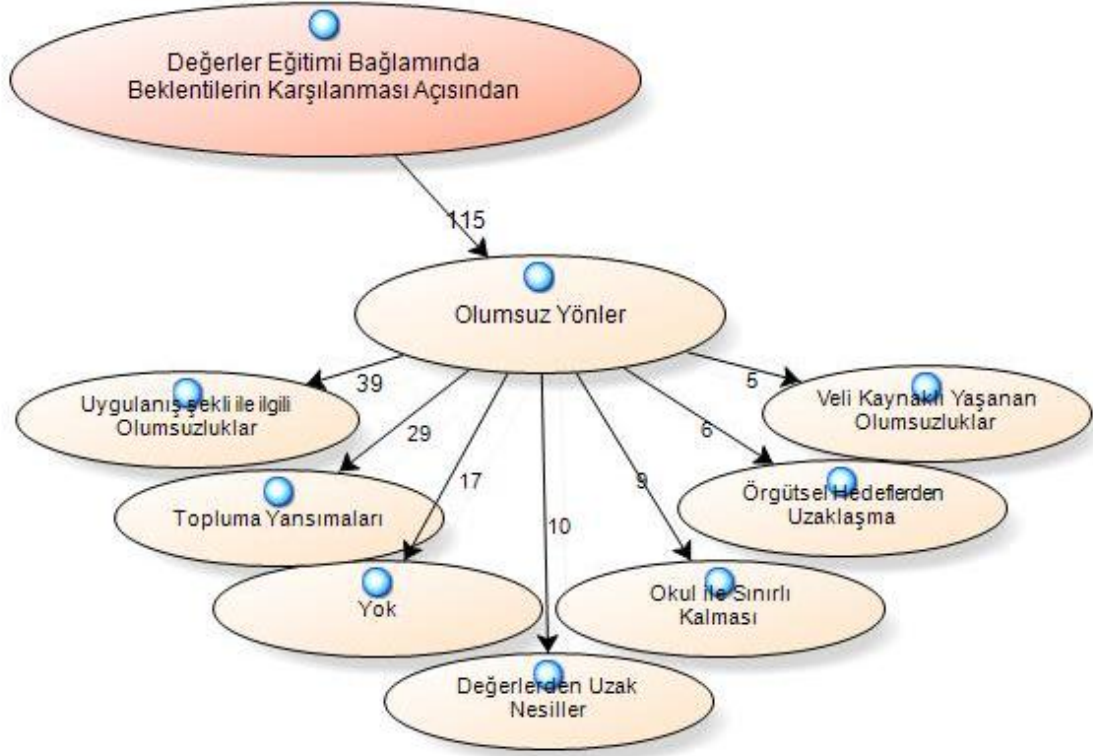 Değerler Eğitimi Bağlamında
Beklentilerin Karşılanması Açısından
115
Olumsuz Yönler
39
29
17
10
9
6
5
Uygulanış şekli ile ilgili
Olumsuzluklar
Topluma Yansımaları
Yok
Değerlerden Uzak
Nesiller
Okul ile Sınırlı
Kalması
Örgütsel Hedeflerden
Uzaklaşma
Veli Kaynaklı Yaşanan
Olumsuzluklar